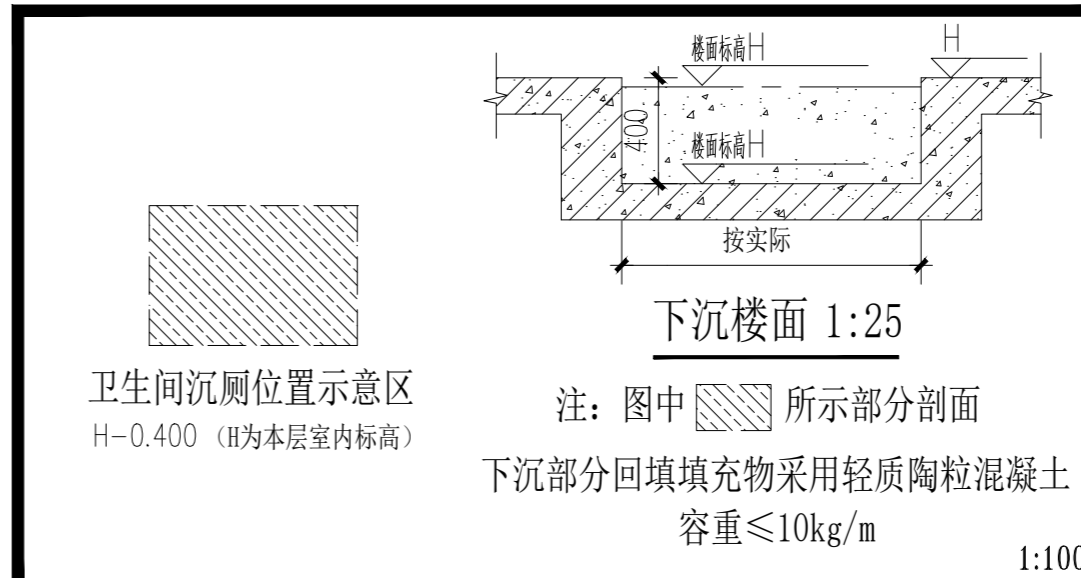 楼面标高H
H
400
楼面标高H
按实际
下沉楼面 1:25
卫生间沉厕位置示意区
H-0.400 (H为本层室内标高)
注: 图中 所示部分剖面
下沉部分回填填充物采用轻质陶粒混凝土
容重≤10kg/m
1:100